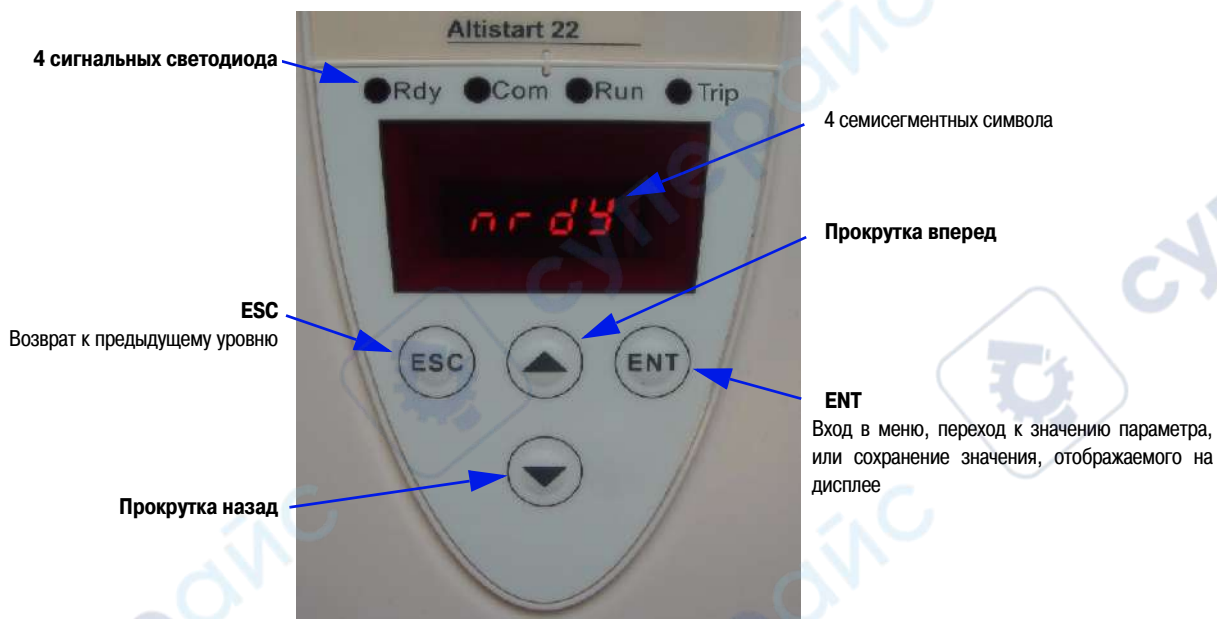 Altistart 22
4 сигнальных светодиода
Rdy Com Run Trip
4 семисегментных символа
nrdY
Прокрутка вперед
ESC
Возврат к предыдущему уровню
ESC
ENT
ENT
Вход в меню, переход к значению параметра,
или сохранение значения, отображаемого на
дисплее
Прокрутка назад
суперайс